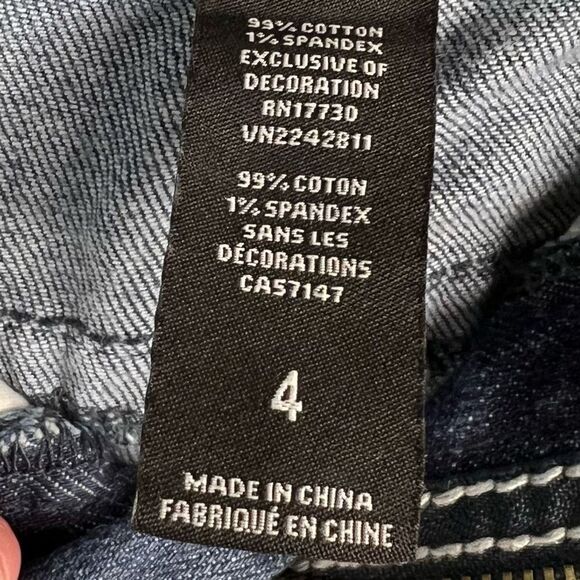 99% COTTON
1% SPANDEX
EXCLUSIVE OF
DECORATION
RN17730
VN2242811
99% COTON
1% SPANDEX
SANS LES
DÉCORATIONS
CA57147
4
MADE IN CHINA
FABRIQUÉ EN CHINE